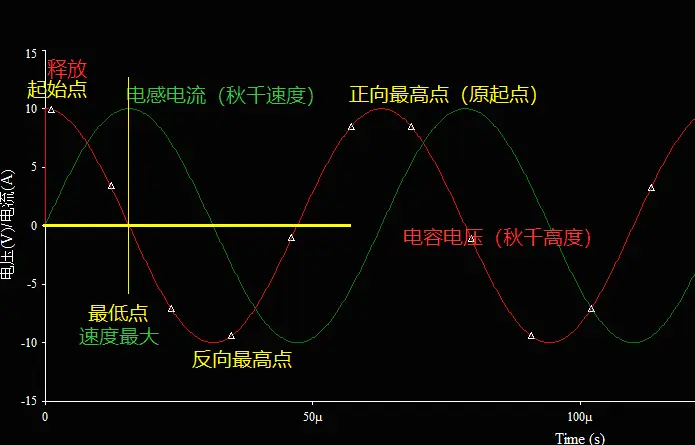 15
释放
起始点
电感电流（秋千速度）
正向最高点（原起点）
10
5
电压(V)/电流(A)
0
电容电压（秋千高度）
-5
最低点
速度最大
-10
反向最高点
-15
0
50µ
100µ
Time (s)